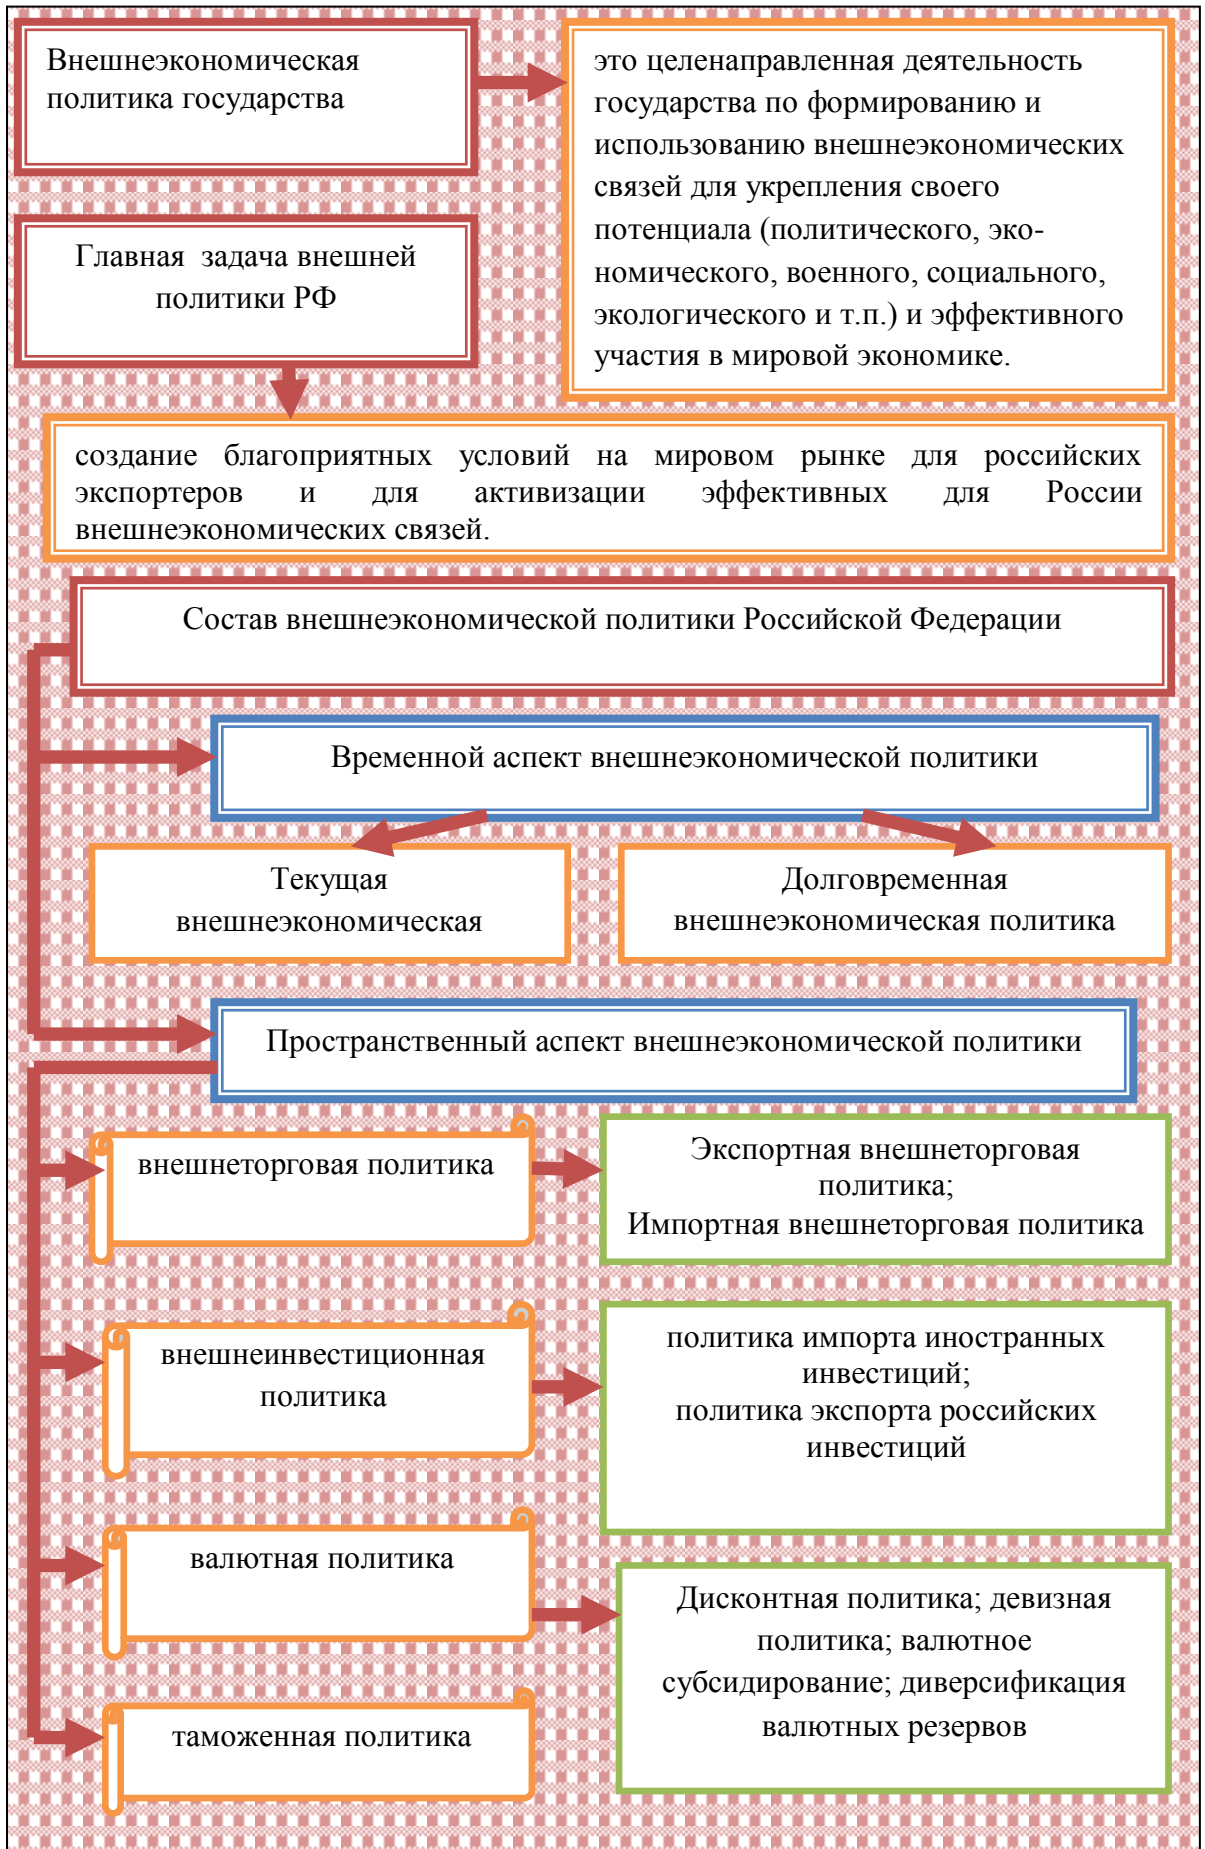 Внешнеэкономическая
политика государства
это целенаправленная деятельность
государства по формированию и
использованию внешнеэкономических
связей для укрепления своего
потенциала (политического, эко-
номического, военного, социального,
экологического и т.п.) и эффективного
участия в мировой экономике.
Главная задача внешней
политики РФ
создание благоприятных условий на мировом рынке для российских
экспортеров и для активизации эффективных для России
внешнеэкономических связей.
Состав внешнеэкономической политики Российской Федерации
Временной аспект внешнеэкономической политики
Текущая
внешнеэкономическая
Долговременная
внешнеэкономическая политика
Пространственный аспект внешнеэкономической политики
внешнеторговая политика
Экспортная внешнеторговая
политика;
Импортная внешнеторговая политика
внешнеинвестиционная
политика
политика импорта иностранных
инвестиций;
политика экспорта российских
инвестиций
валютная политика
Дисконтная политика; девизная
политика; валютное
субсидирование; диверсификация
валютных резервов
таможенная политика